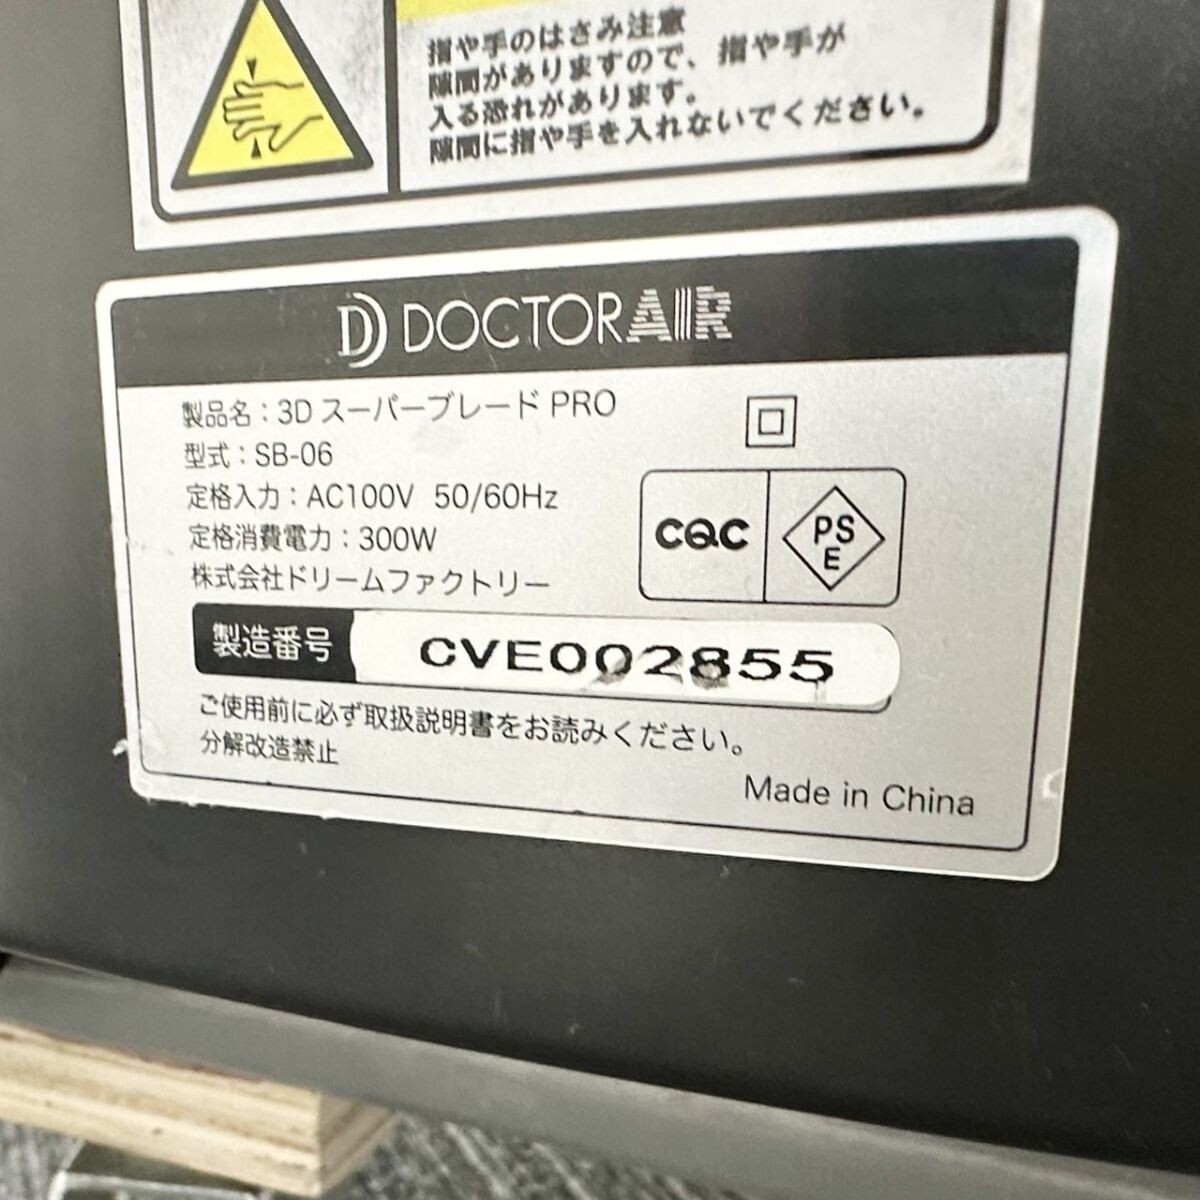 指や手のはさみ注意
隙間がありますので、指や手が
入る恐れがあります。
隙間に指や手を入れないでください。
DOCTORAIR
製品名：3D スーパーブレード PRO
型式：SB-06
定格入力：AC100V 50/60Hz
定格消費電力：300W
株式会社ドリームファクトリー
CQC
PS
E
製造番号 CVE002855
ご使用前に必ず取扱説明書をお読みください。
分解改造禁止
Made in China